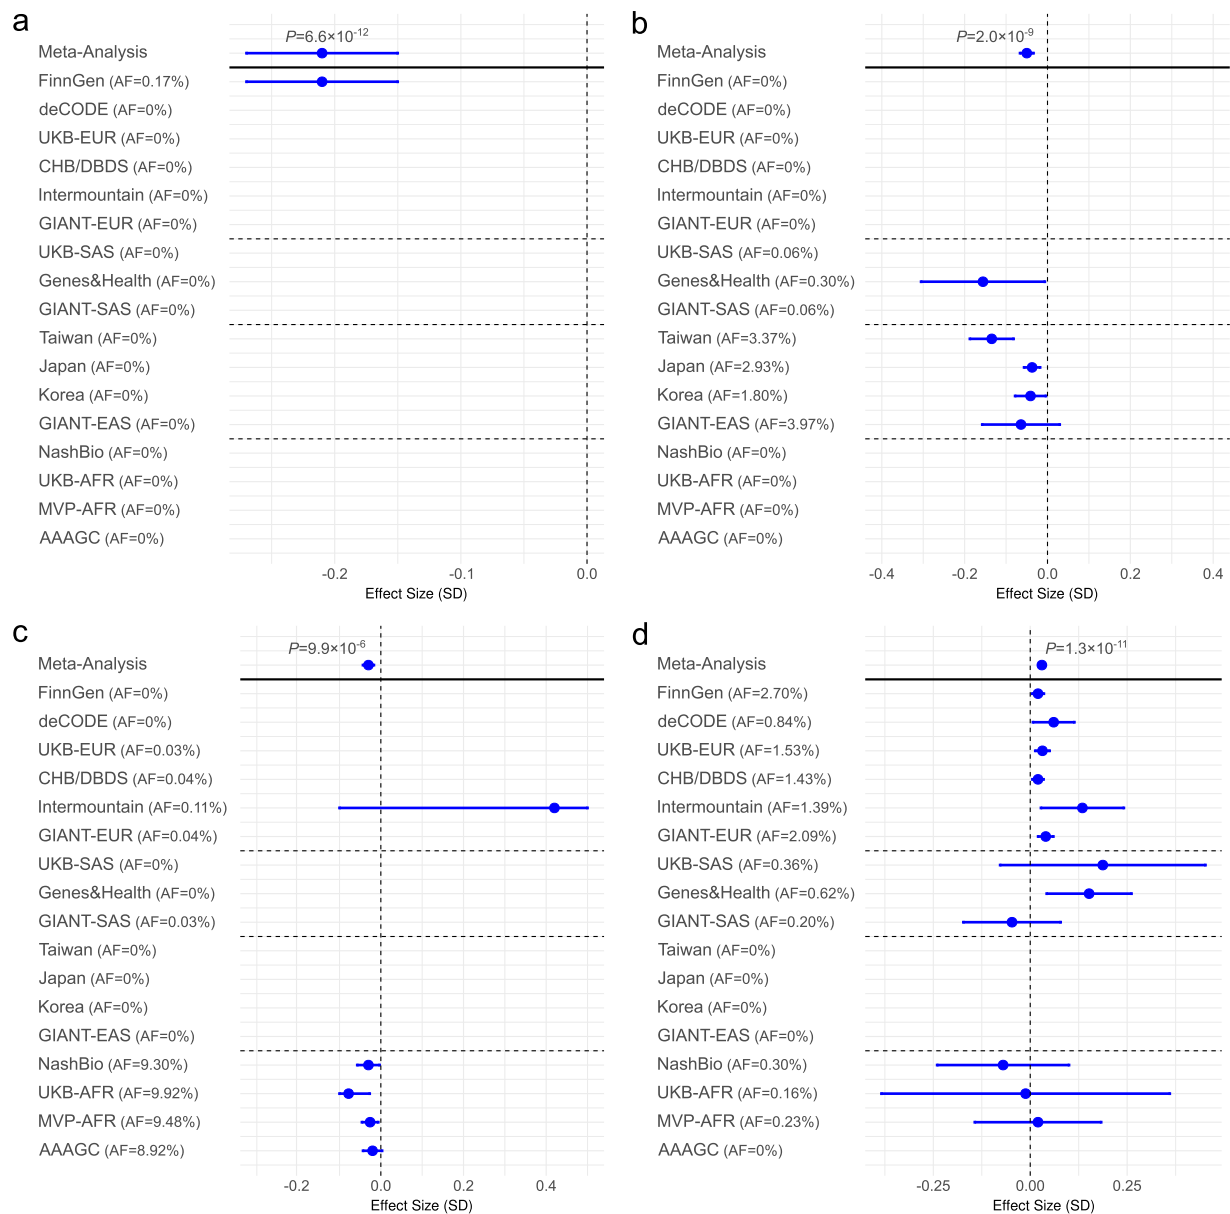 a
P=6.6×10-12
Meta-Analysis
FinnGen (AF=0.17%)
deCODE (AF=0%)
UKB-EUR (AF=0%)
CHB/DBDS (AF=0%)
Intermountain (AF=0%)
GIANT-EUR (AF=0%)
UKB-SAS (AF=0%)
Genes&Health (AF=0%)
GIANT-SAS (AF=0%)
Taiwan (AF=0%)
Japan (AF=0%)
Korea (AF=0%)
GIANT-EAS (AF=0%)
NashBio (AF=0%)
UKB-AFR (AF=0%)
MVP-AFR (AF=0%)
AAAGC (AF=0%)
-0.2 -0.1 0.0
Effect Size (SD)
b
P=2.0×10-9
Meta-Analysis
FinnGen (AF=0%)
deCODE (AF=0%)
UKB-EUR (AF=0%)
CHB/DBDS (AF=0%)
Intermountain (AF=0%)
GIANT-EUR (AF=0%)
UKB-SAS (AF=0.06%)
Genes&Health (AF=0.30%)
GIANT-SAS (AF=0.06%)
Taiwan (AF=3.37%)
Japan (AF=2.93%)
Korea (AF=1.80%)
GIANT-EAS (AF=3.97%)
NashBio (AF=0%)
UKB-AFR (AF=0%)
MVP-AFR (AF=0%)
AAAGC (AF=0%)
-0.4 -0.2 0.0 0.2 0.4
Effect Size (SD)
c
P=9.9×10-6
Meta-Analysis
FinnGen (AF=0%)
deCODE (AF=0%)
UKB-EUR (AF=0.03%)
CHB/DBDS (AF=0.04%)
Intermountain (AF=0.11%)
GIANT-EUR (AF=0.04%)
UKB-SAS (AF=0%)
Genes&Health (AF=0%)
GIANT-SAS (AF=0.03%)
Taiwan (AF=0%)
Japan (AF=0%)
Korea (AF=0%)
GIANT-EAS (AF=0%)
NashBio (AF=9.30%)
UKB-AFR (AF=9.92%)
MVP-AFR (AF=9.48%)
AAAGC (AF=8.92%)
-0.2 0.0 0.2 0.4
Effect Size (SD)
d
P=1.3×10-11
Meta-Analysis
FinnGen (AF=2.70%)
deCODE (AF=0.84%)
UKB-EUR (AF=1.53%)
CHB/DBDS (AF=1.43%)
Intermountain (AF=1.39%)
GIANT-EUR (AF=2.09%)
UKB-SAS (AF=0.36%)
Genes&Health (AF=0.62%)
GIANT-SAS (AF=0.20%)
Taiwan (AF=0%)
Japan (AF=0%)
Korea (AF=0%)
GIANT-EAS (AF=0%)
NashBio (AF=0.30%)
UKB-AFR (AF=0.16%)
MVP-AFR (AF=0.23%)
AAAGC (AF=0%)
-0.25 0.00 0.25
Effect Size (SD)